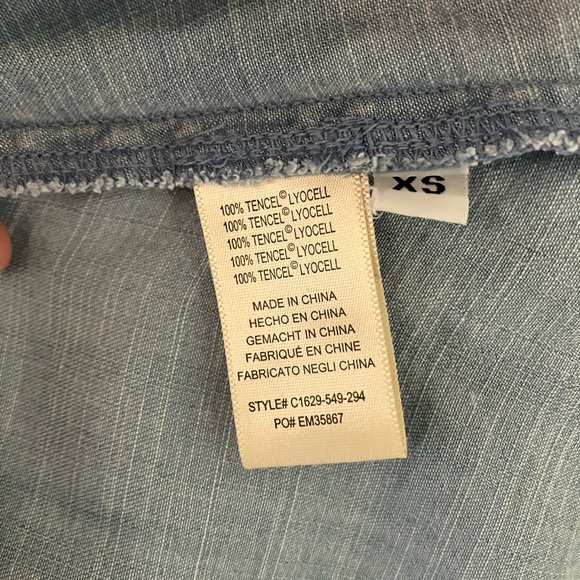 XS
100% TENCEL© LYOCELL
100% TENCEL© LYOCELL
100% TENCEL© LYOCELL
100% TENCEL© LYOCELL
100% TENCEL© LYOCELL
MADE IN CHINA
HECHO EN CHINA
GEMACHT IN CHINA
FABRIQUÉ EN CHINE
FABRICATO NEGLI CHINA
STYLE# C1629-549-294
PO# EM35867